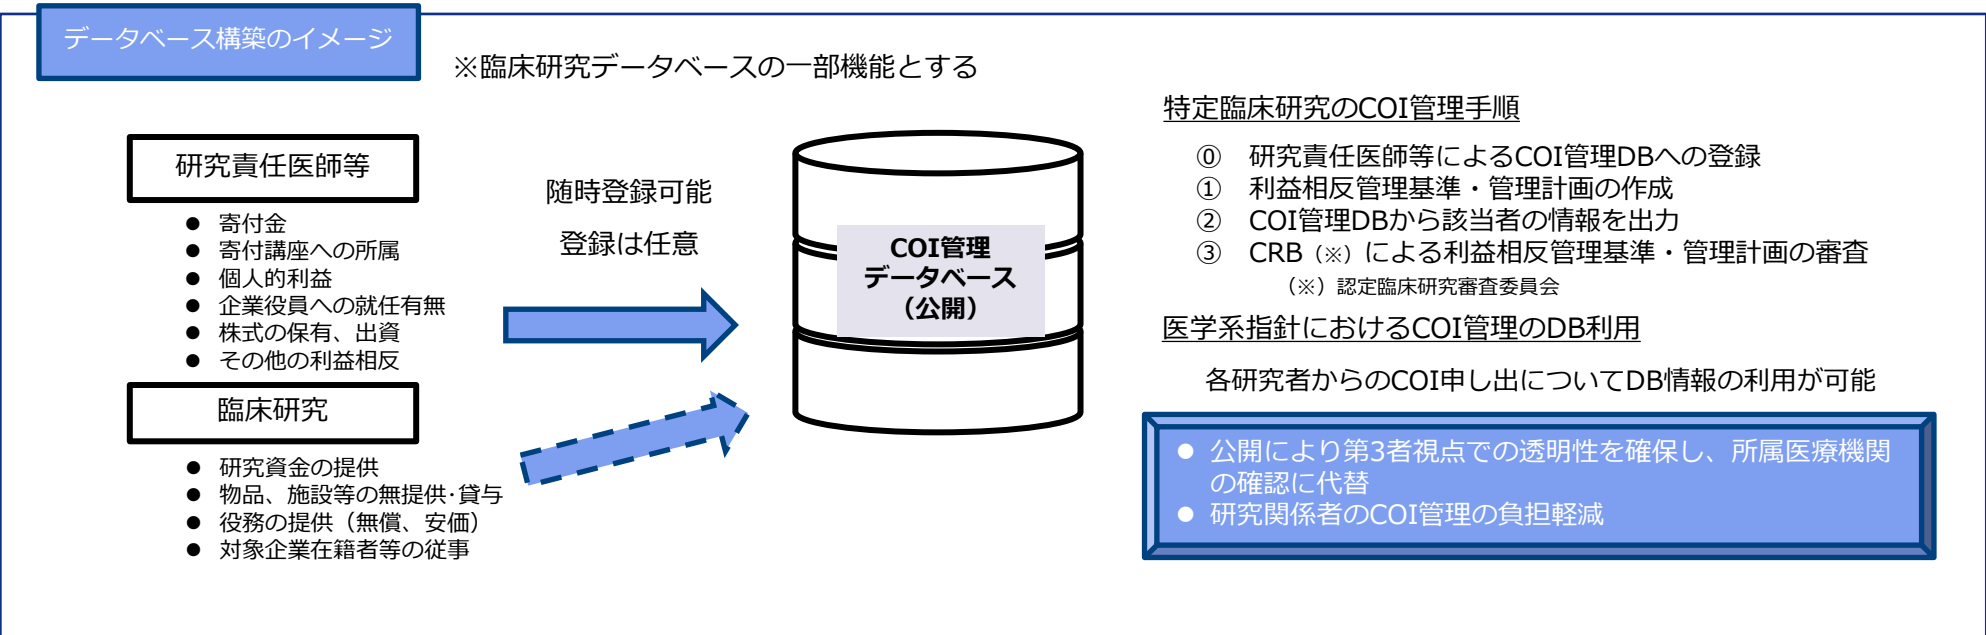 データベース構築のイメージ
※臨床研究データベースの一部機能とする
研究責任医師等
● 寄付金
● 寄付講座への所属
● 個人的利益
● 企業役員への就任有無
● 株式の保有、出資
● その他の利益相反
臨床研究
● 研究資金の提供
● 物品、施設等の無提供･貸与
● 役務の提供（無償、安価）
● 対象企業在籍者等の従事
随時登録可能
登録は任意
COI管理
データベース
（公開）
特定臨床研究のCOI管理手順
⓪ 研究責任医師等によるCOI管理DBへの登録
① 利益相反管理基準・管理計画の作成
② COI管理DBから該当者の情報を出力
③ CRB（※）による利益相反管理基準・管理計画の審査
（※）認定臨床研究審査委員会
医学系指針におけるCOI管理のDB利用
各研究者からのCOI申し出についてDB情報の利用が可能
● 公開により第3者視点での透明性を確保し、所属医療機関
の確認に代替
● 研究関係者のCOI管理の負担軽減